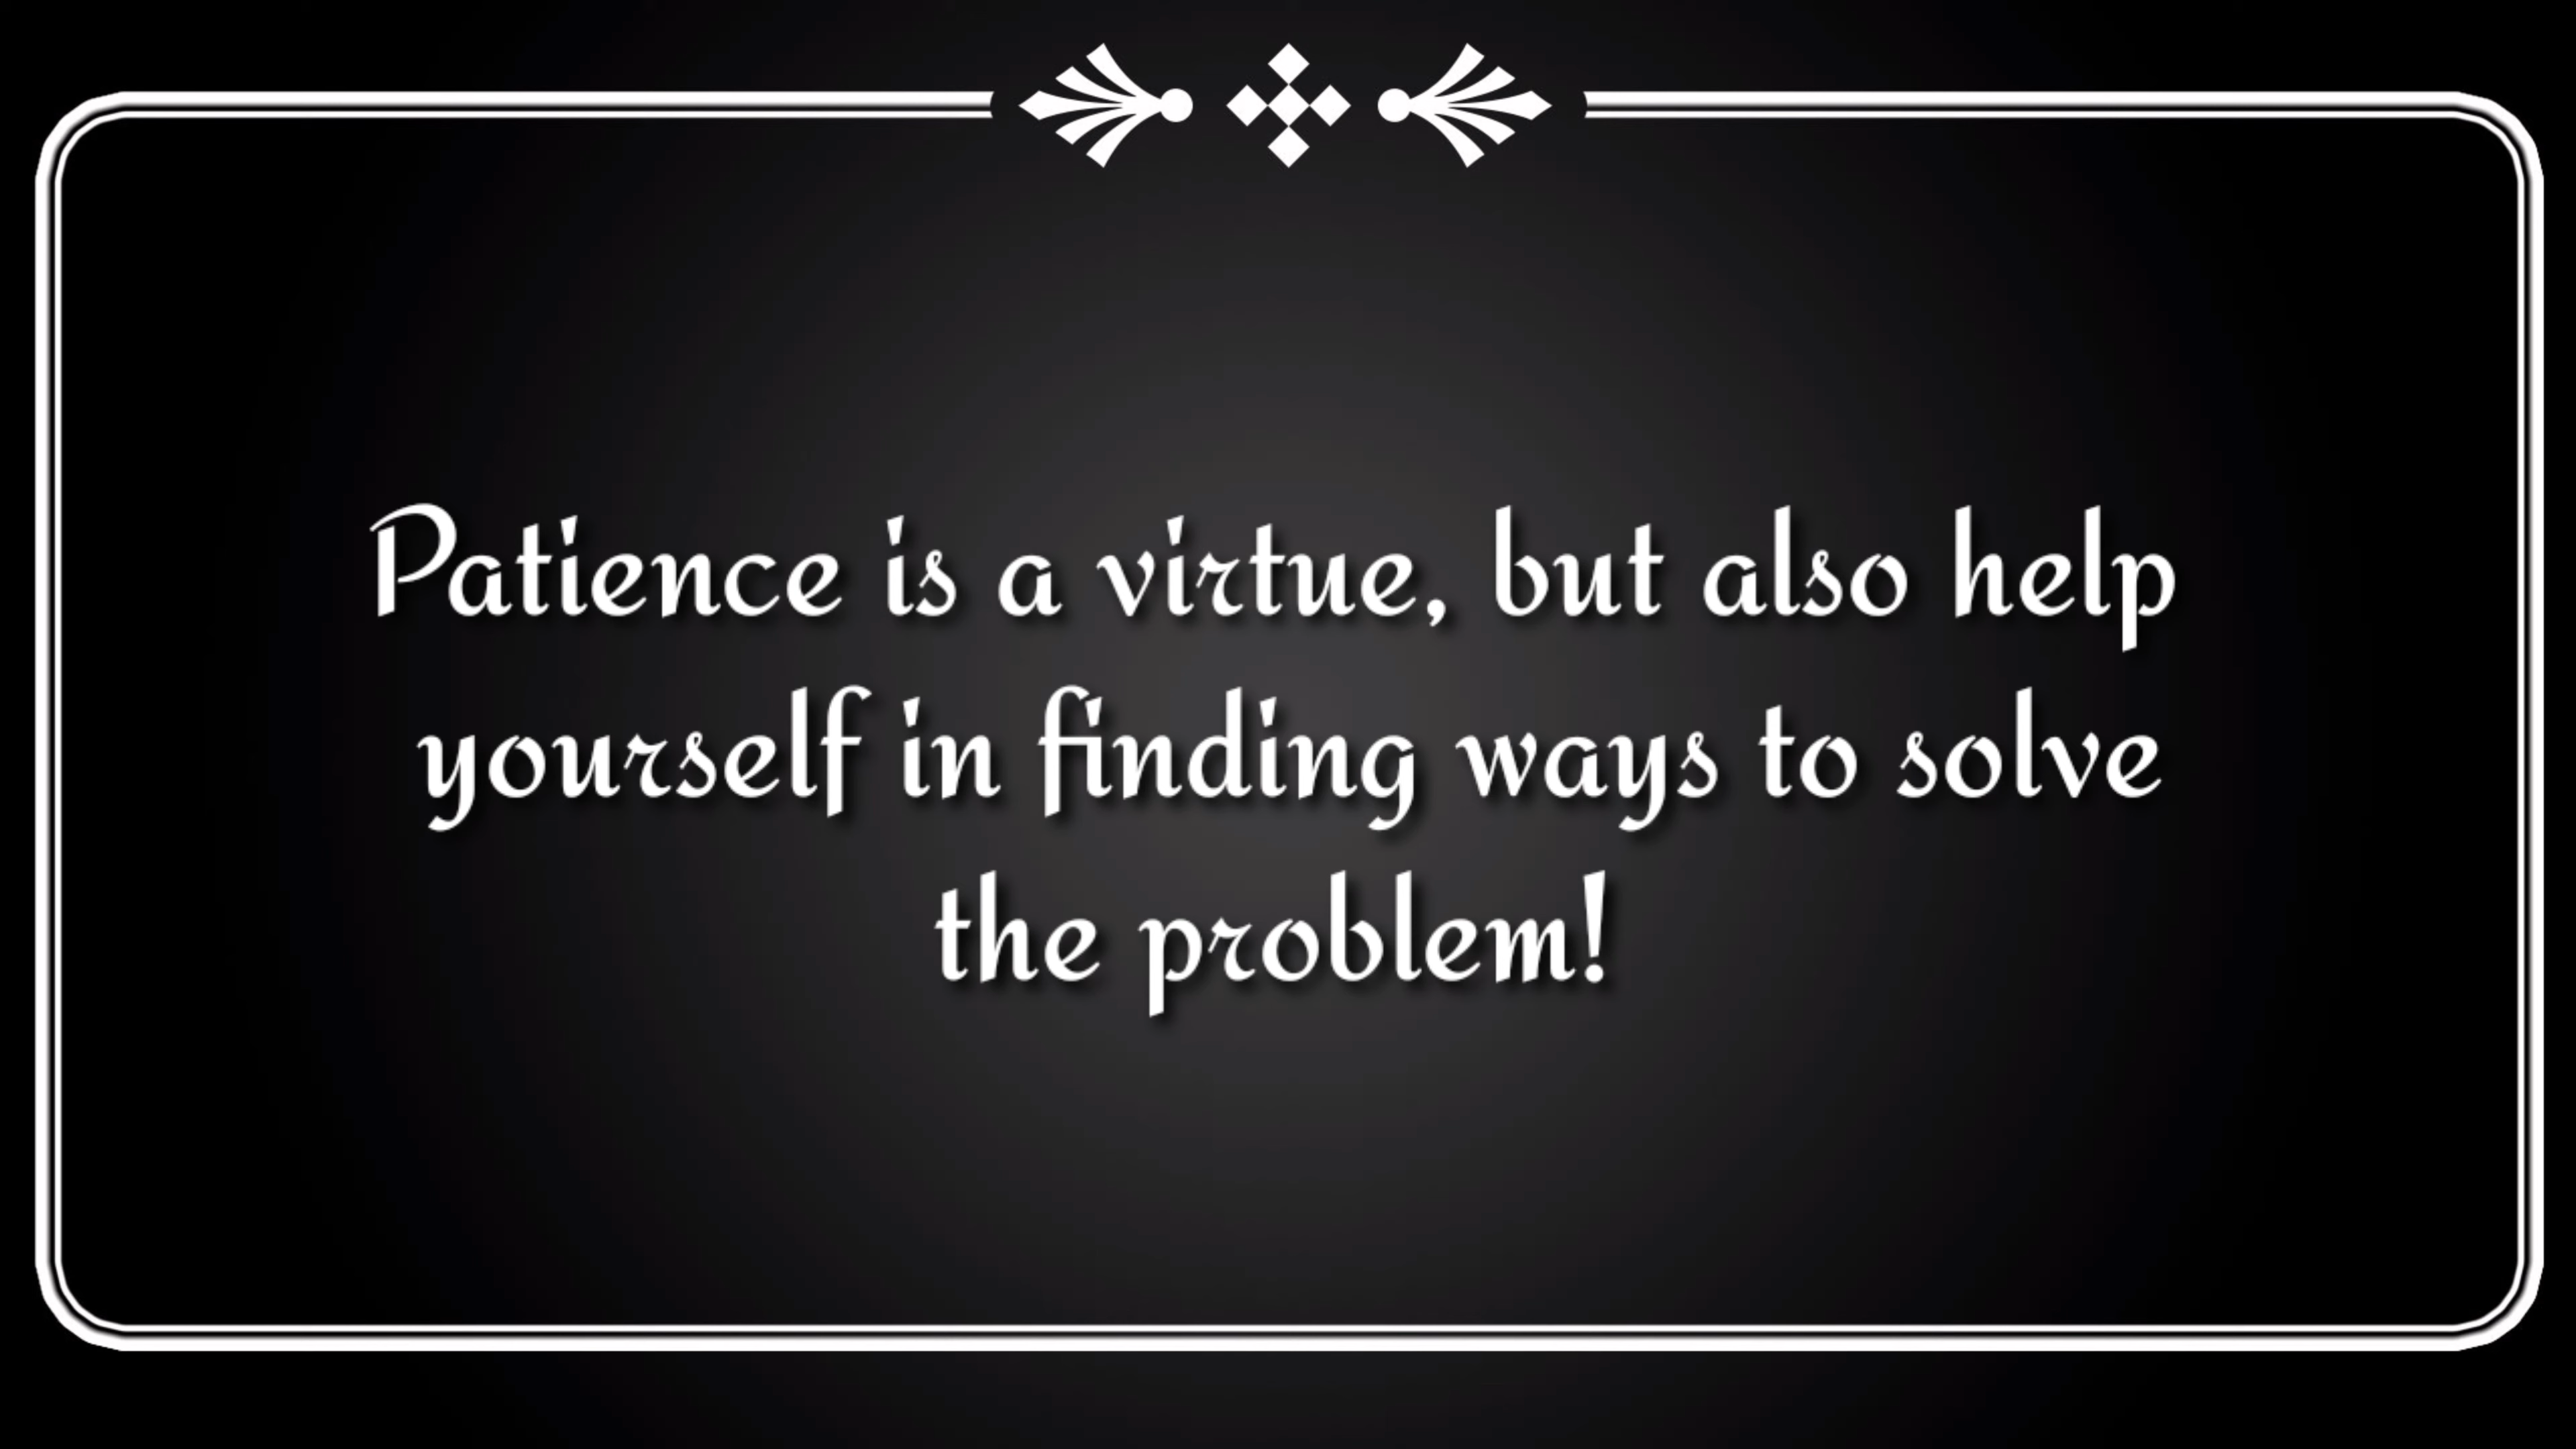 Patience is a virtue, but also help
yourself in finding ways to solve
the problem!